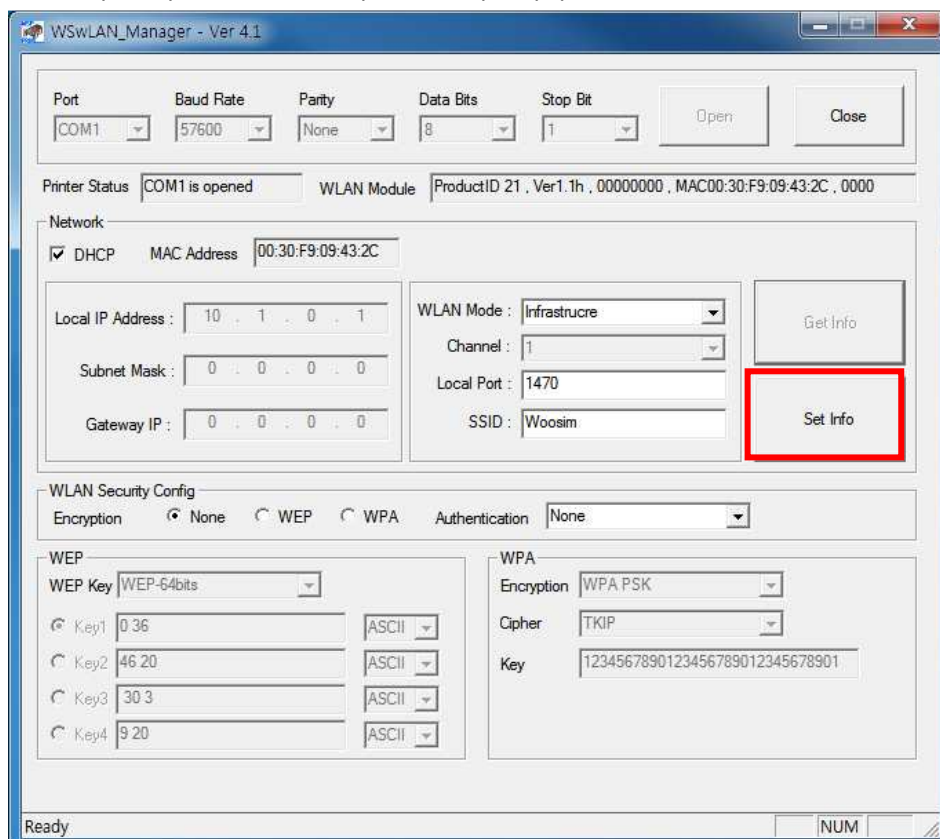 WSwLAN_Manager - Ver 4.1
Port Baud Rate Parity Data Bits Stop Bit
COM1 57600 None 8 1 Open Close
Printer Status COM1 is opened WLAN Module ProductID 21 , Ver1.1h , 00000000 , MAC00:30:F9:09:43:2C , 0000
Network
DHCP MAC Address 00:30:F9:09:43:2C
Local IP Address : 10 . 1 . 0 . 1
Subnet Mask : 0 . 0 . 0 . 0
Gateway IP : 0 . 0 . 0 . 0
WLAN Mode : Infrastrucre
Channel : 1
Local Port : 1470
SSID : Woosim
Get Info
Set Info
WLAN Security Config
Encryption None WEP WPA Authentication None
WEP
WEP Key WEP-64bits
Key1 0 36 ASCII
Key2 46 20 ASCII
Key3 30 3 ASCII
Key4 9 20 ASCII
WPA
Encryption WPA PSK
Cipher TKIP
Key 1234567890123456789012345678901
Ready NUM